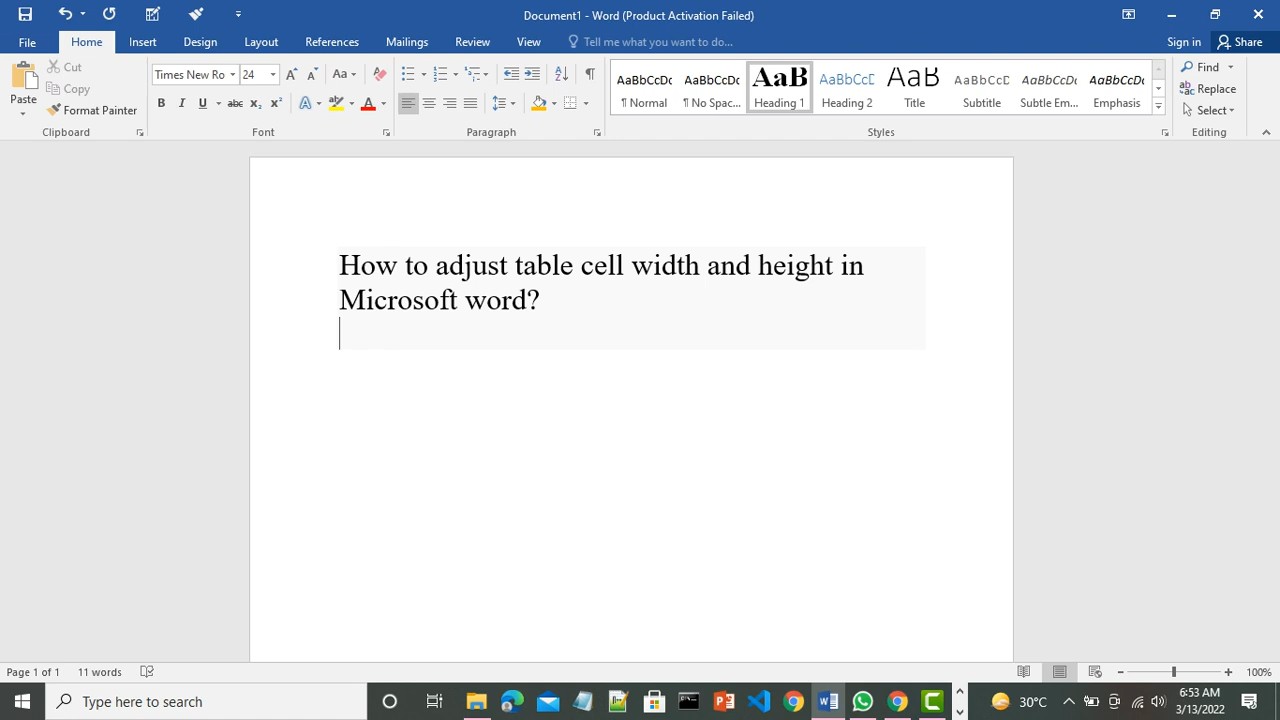 Document1 - Word (Product Activation Failed)
File Home Insert Design Layout References Mailings Review View Tell me what you want to do... Sign in Share
Paste
Cut
Copy
Format Painter
Clipboard
Times New Ro 24
Font
Paragraph
AaBbCcDc AaBbCcDc AaB AaBbCcD AaB AaBbCcD AaBbCcDc AaBbCcDc
¶ Normal ¶ No Spac... Heading 1 Heading 2 Title Subtitle Subtle Em... Emphasis
Styles
Find
Replace
Select
Editing
How to adjust table cell width and height in
Microsoft word?
Page 1 of 1 11 words 100%
Type here to search
30°C
6:53 AM
3/13/2022